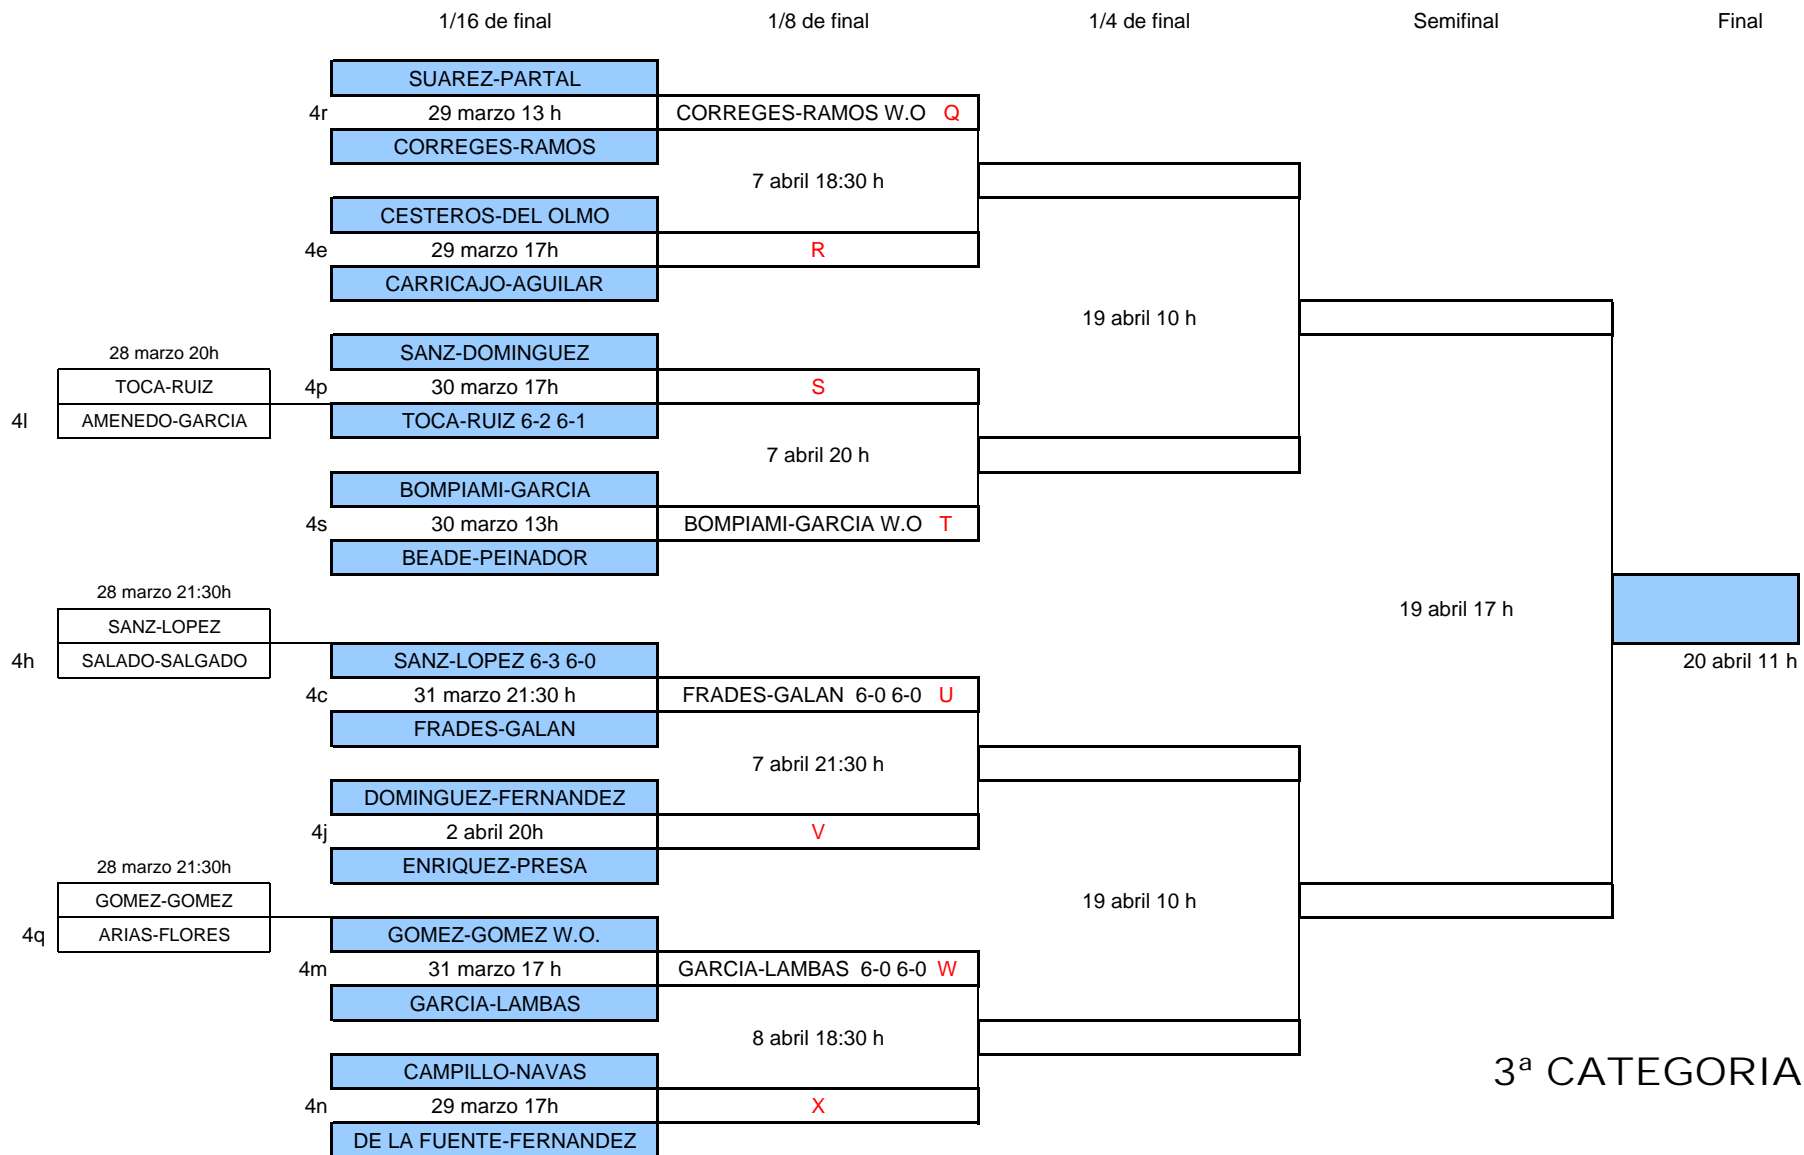 1/16 de final 1/8 de final 1/4 de final Semifinal Final
SUAREZ-PARTAL
4r 29 marzo 13 h CORREGES-RAMOS W.O Q
CORREGES-RAMOS
7 abril 18:30 h
CESTEROS-DEL OLMO
4e 29 marzo 17h R
CARRICAJO-AGUILAR
19 abril 10 h
28 marzo 20h SANZ-DOMINGUEZ
TOCA-RUIZ 4p 30 marzo 17h S
4l AMENEDO-GARCIA TOCA-RUIZ 6-2 6-1
7 abril 20 h
BOMPIAMI-GARCIA
4s 30 marzo 13h BOMPIAMI-GARCIA W.O T
BEADE-PEINADOR
28 marzo 21:30h
19 abril 17 h
SANZ-LOPEZ
4h SALADO-SALGADO SANZ-LOPEZ 6-3 6-0 20 abril 11 h
4c 31 marzo 21:30 h FRADES-GALAN 6-0 6-0 U
FRADES-GALAN
7 abril 21:30 h
DOMINGUEZ-FERNANDEZ
4j 2 abril 20h V
28 marzo 21:30h ENRIQUEZ-PRESA
GOMEZ-GOMEZ 19 abril 10 h
4q ARIAS-FLORES GOMEZ-GOMEZ W.O.
4m 31 marzo 17 h GARCIA-LAMBAS 6-0 6-0 W
GARCIA-LAMBAS
8 abril 18:30 h
CAMPILLO-NAVAS 3ª CATEGORIA
4n 29 marzo 17h X
DE LA FUENTE-FERNANDEZ